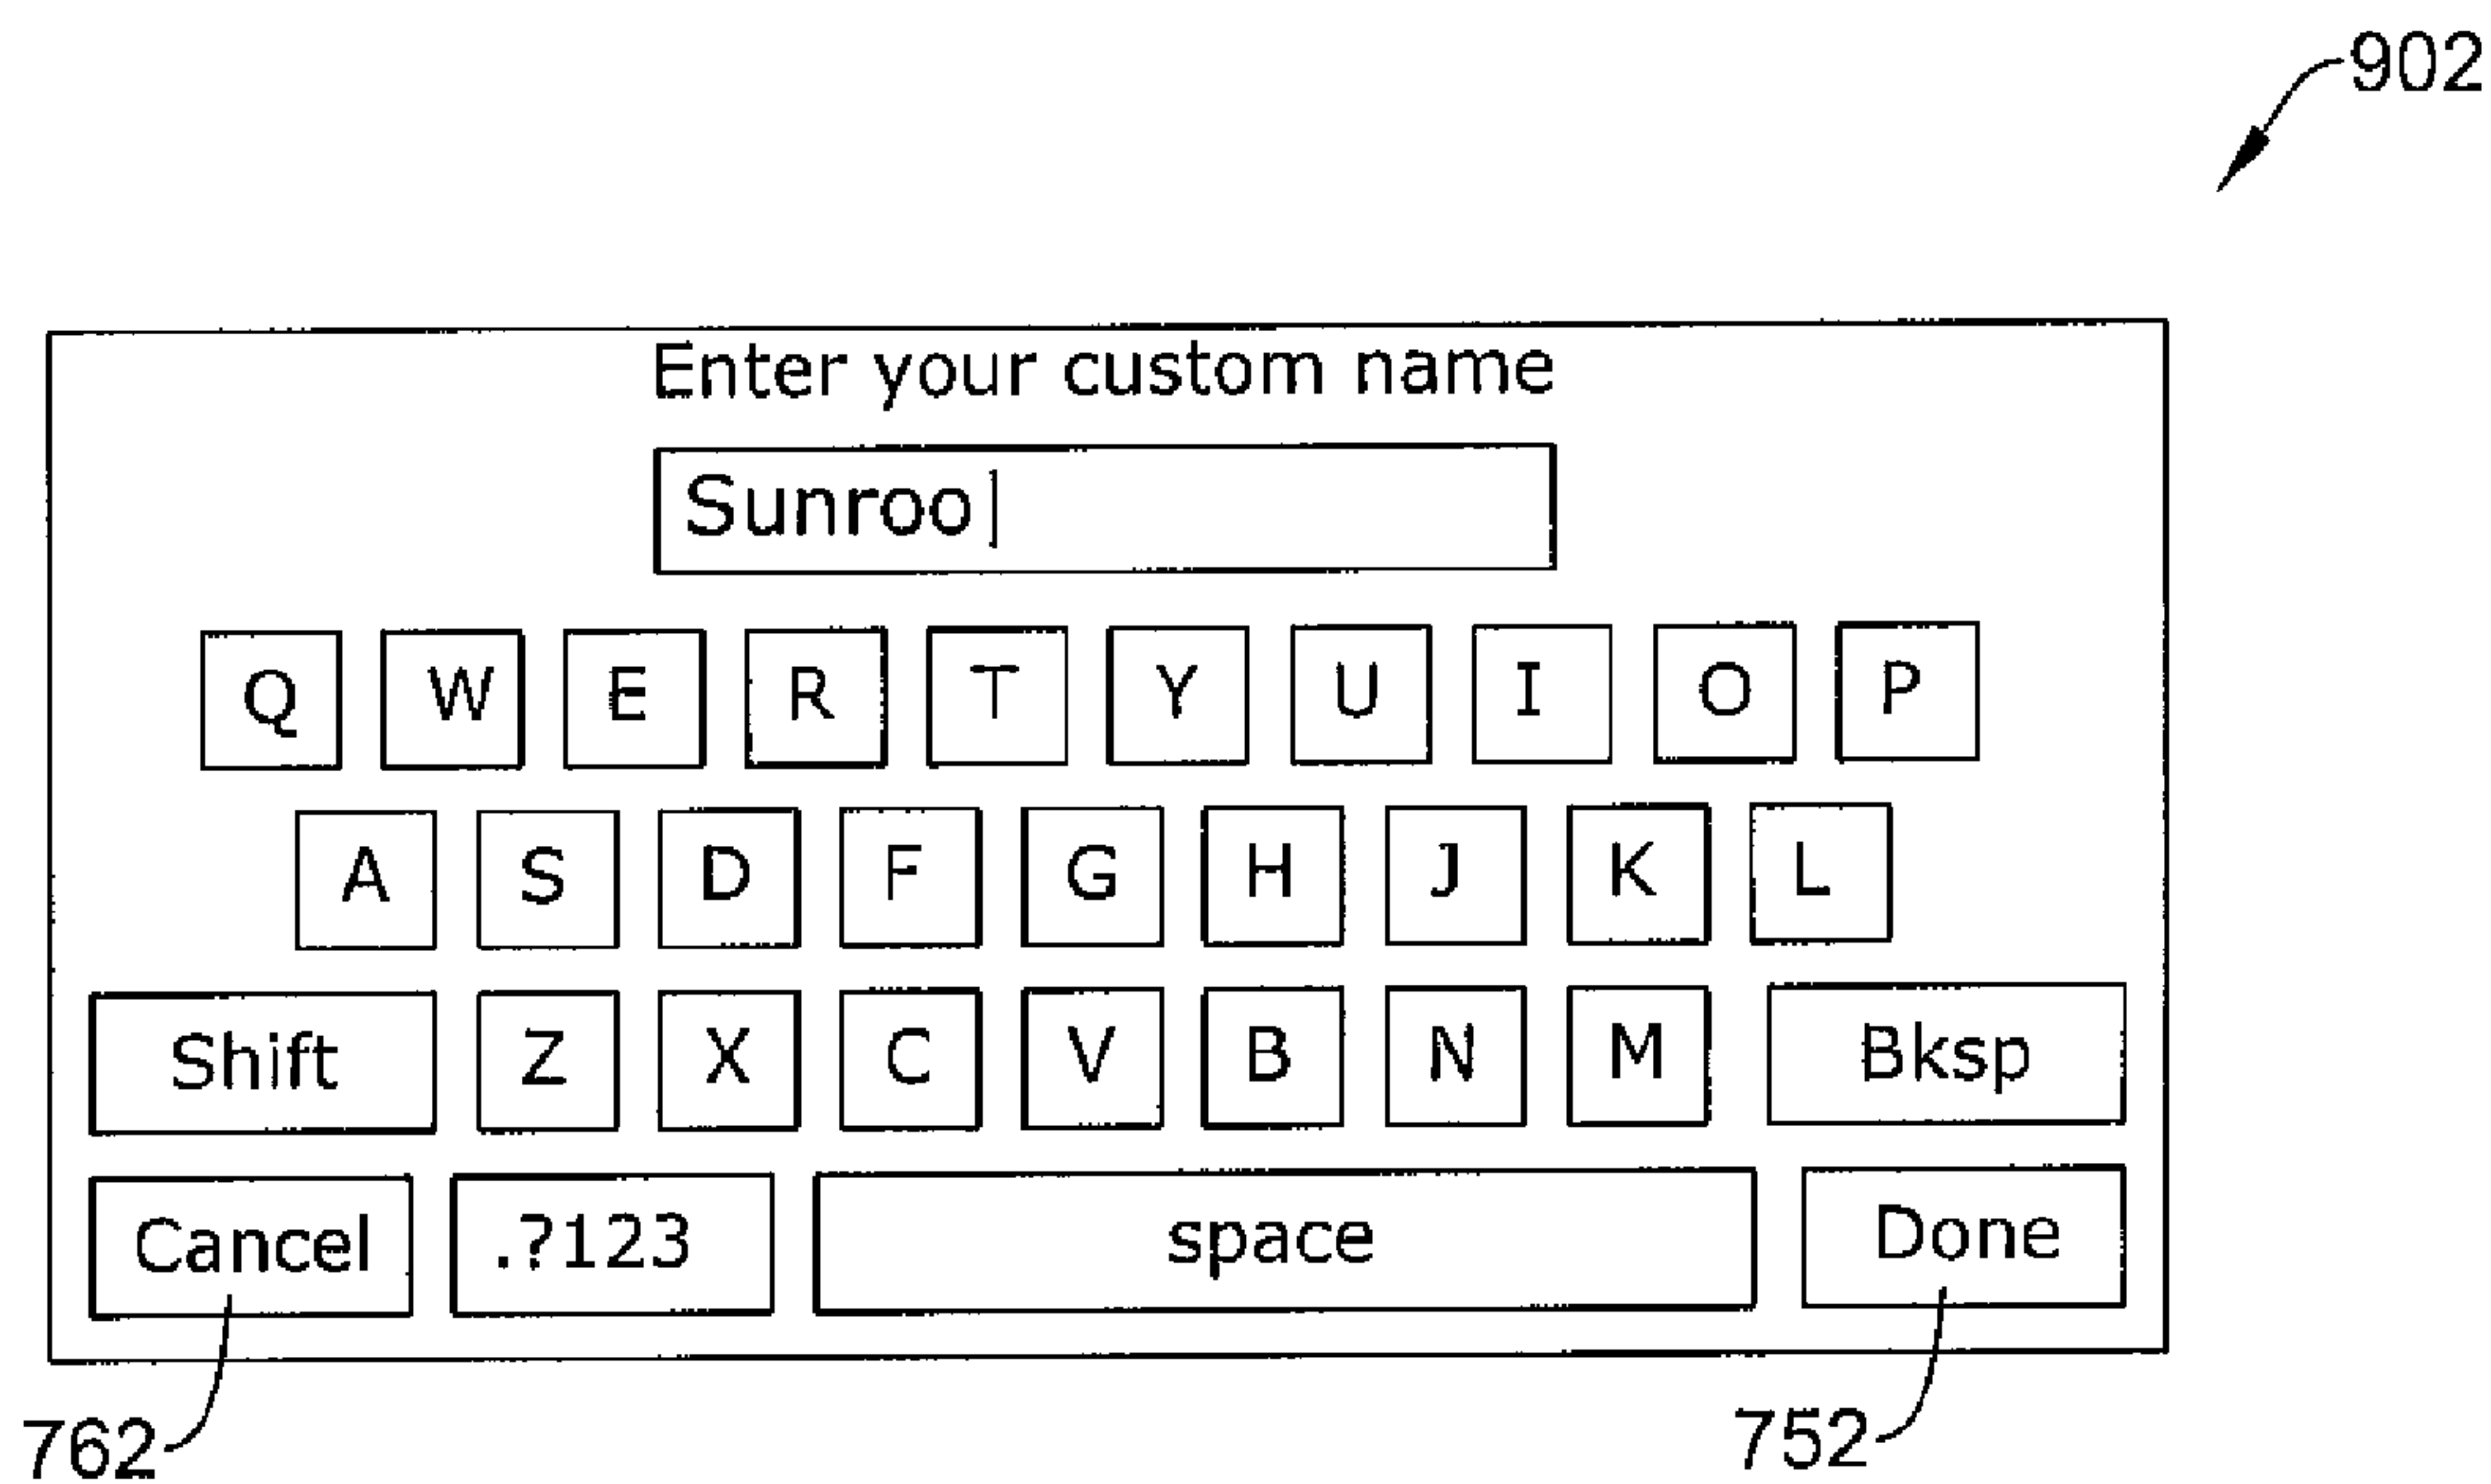 902
Enter your custom name
Sunroo
Q W E R T Y U I O P
A S D F G H J K L
Shift Z X C V B N M Bksp
Cancel .?123 space Done
762 752